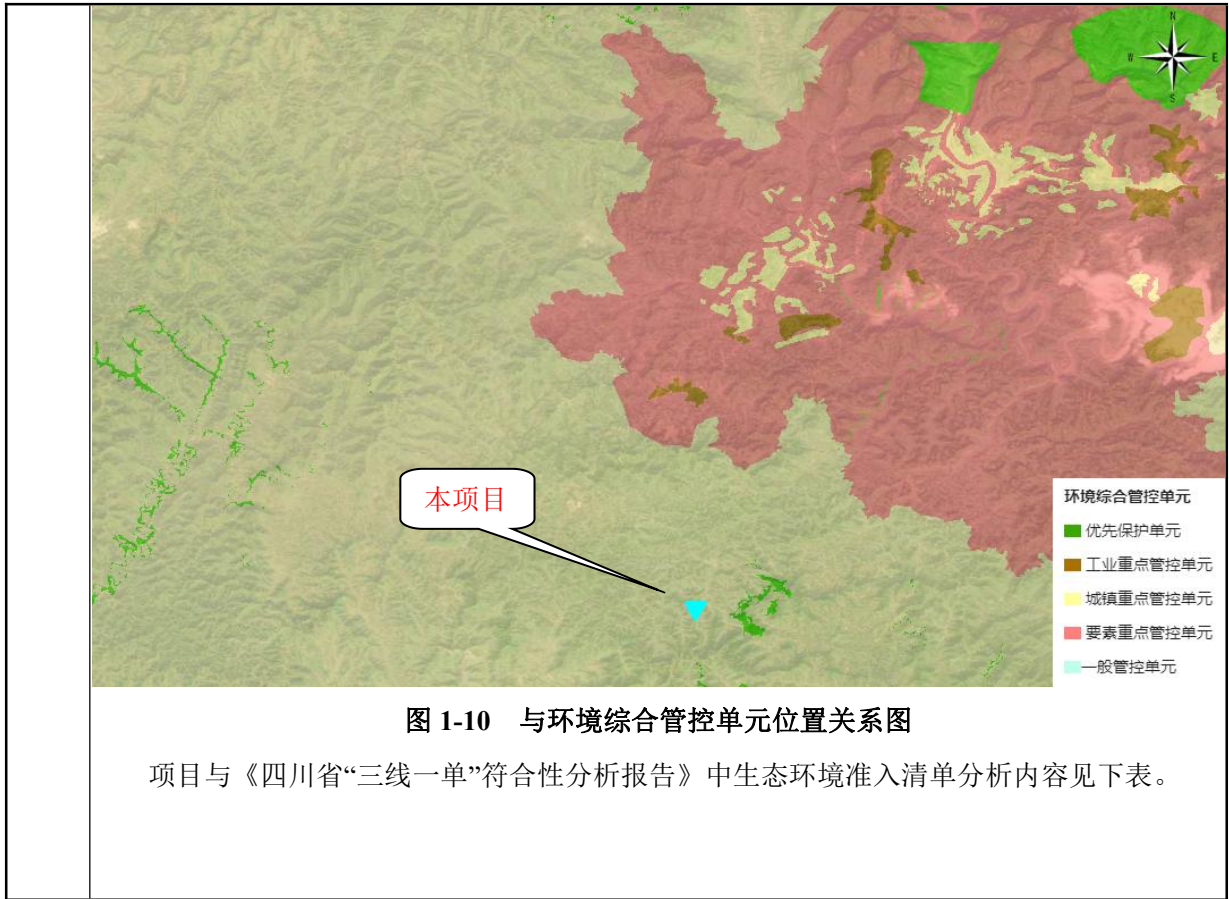 N
W
E
S
本项目
环境综合管控单元
优先保护单元
工业重点管控单元
城镇重点管控单元
要素重点管控单元
一般管控单元
图 1-10 与环境综合管控单元位置关系图
项目与《四川省“三线一单”符合性分析报告》中生态环境准入清单分析内容见下表。